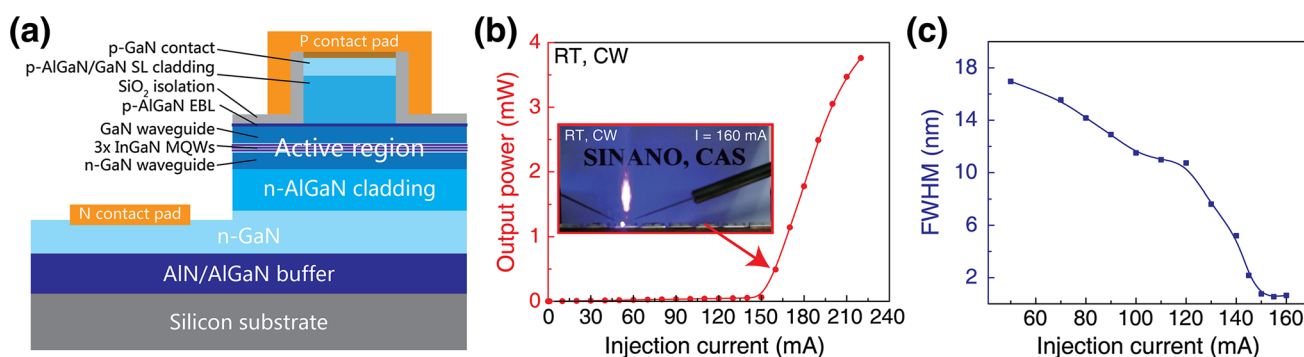 (a)
P contact pad
p-GaN contact
p-AlGaN/GaN SL cladding
SiO₂ isolation
p-AlGaN EBL
GaN waveguide
3x InGaN MQWs
n-GaN waveguide
Active region
n-AlGaN cladding
N contact pad
n-GaN
AlN/AlGaN buffer
Silicon substrate
(b)
RT, CW
Output power (mW)
4
3
2
1
0
RT, CW I = 160 mA
SINANO, CAS
0 30 60 90 120 150 180 210 240
Injection current (mA)
(c)
FWHM (nm)
18
14
10
6
2
60 80 100 120 140 160
Injection current (mA)